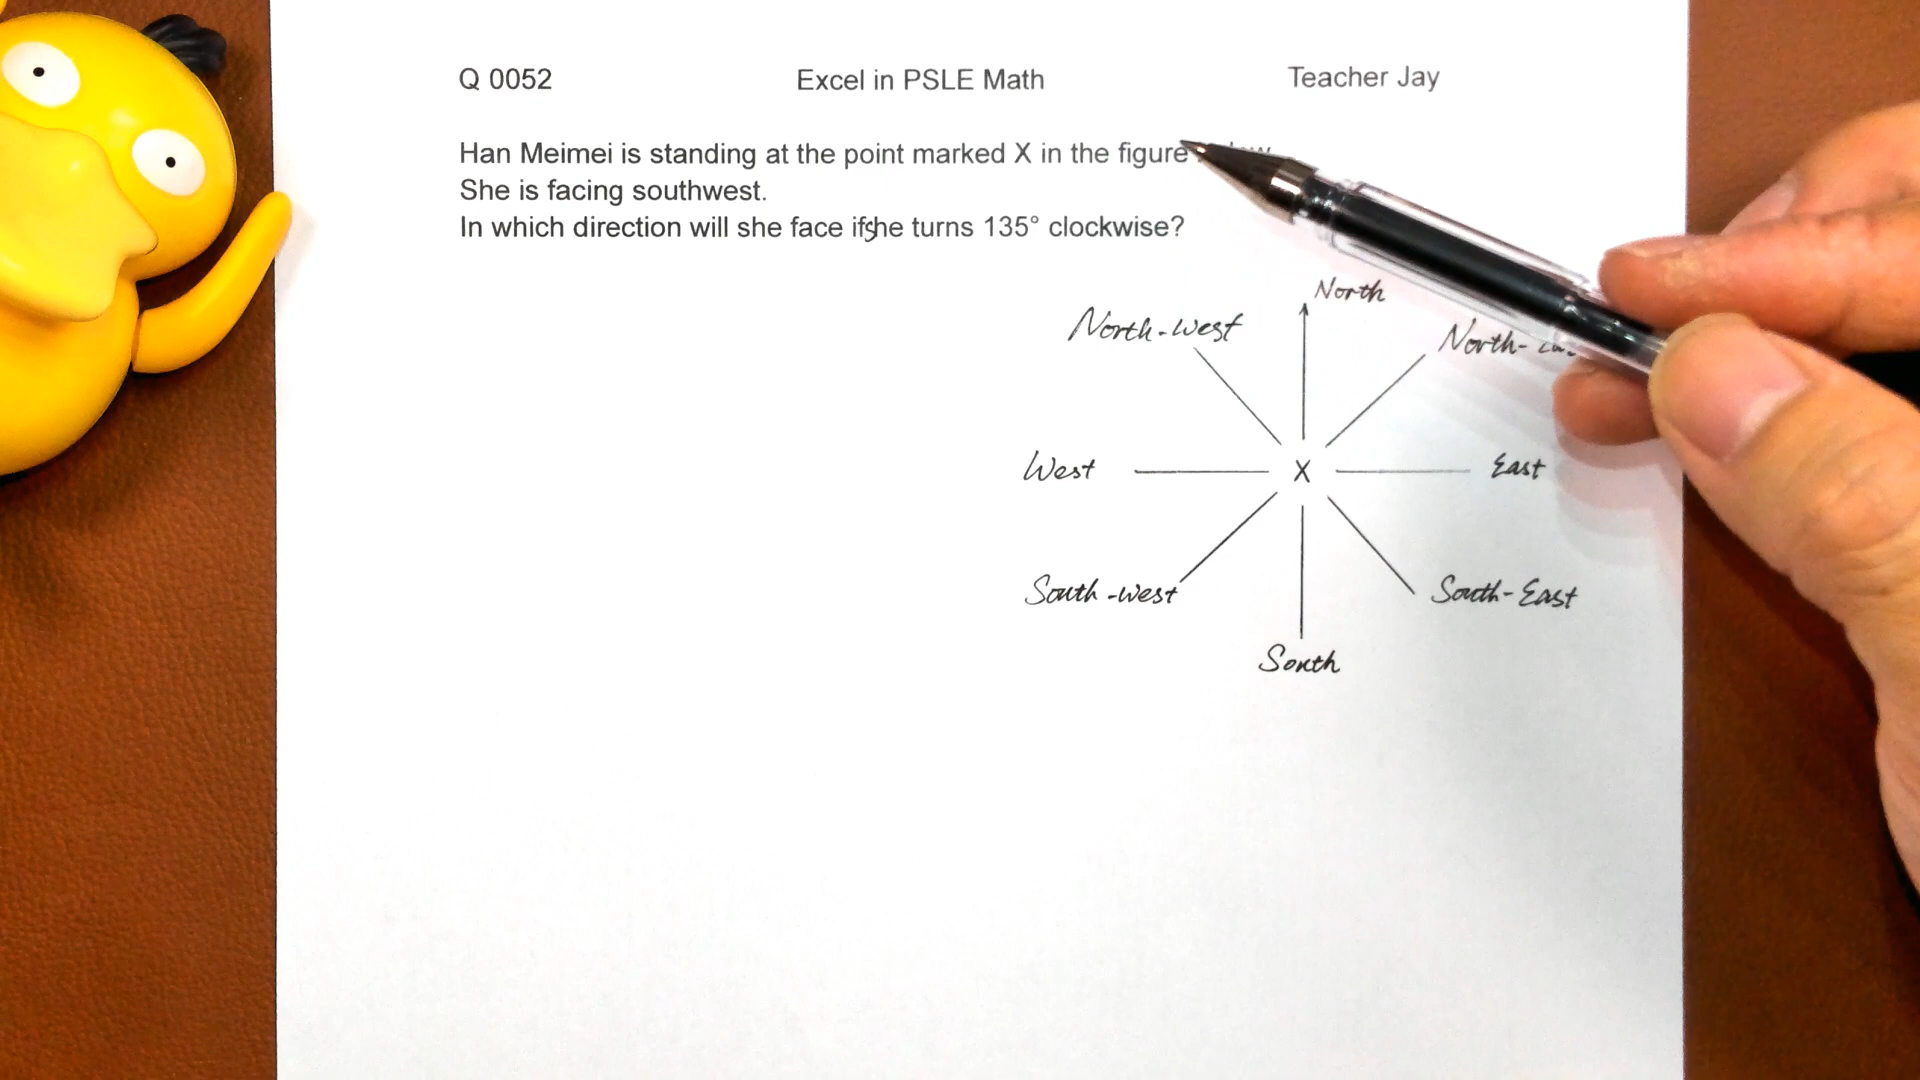 Q 0052 Excel in PSLE Math Teacher Jay
Han Meimei is standing at the point marked X in the figure
She is facing southwest.
In which direction will she face if she turns 135° clockwise?
North
North-west
North-
West X East
South-west South-East
South